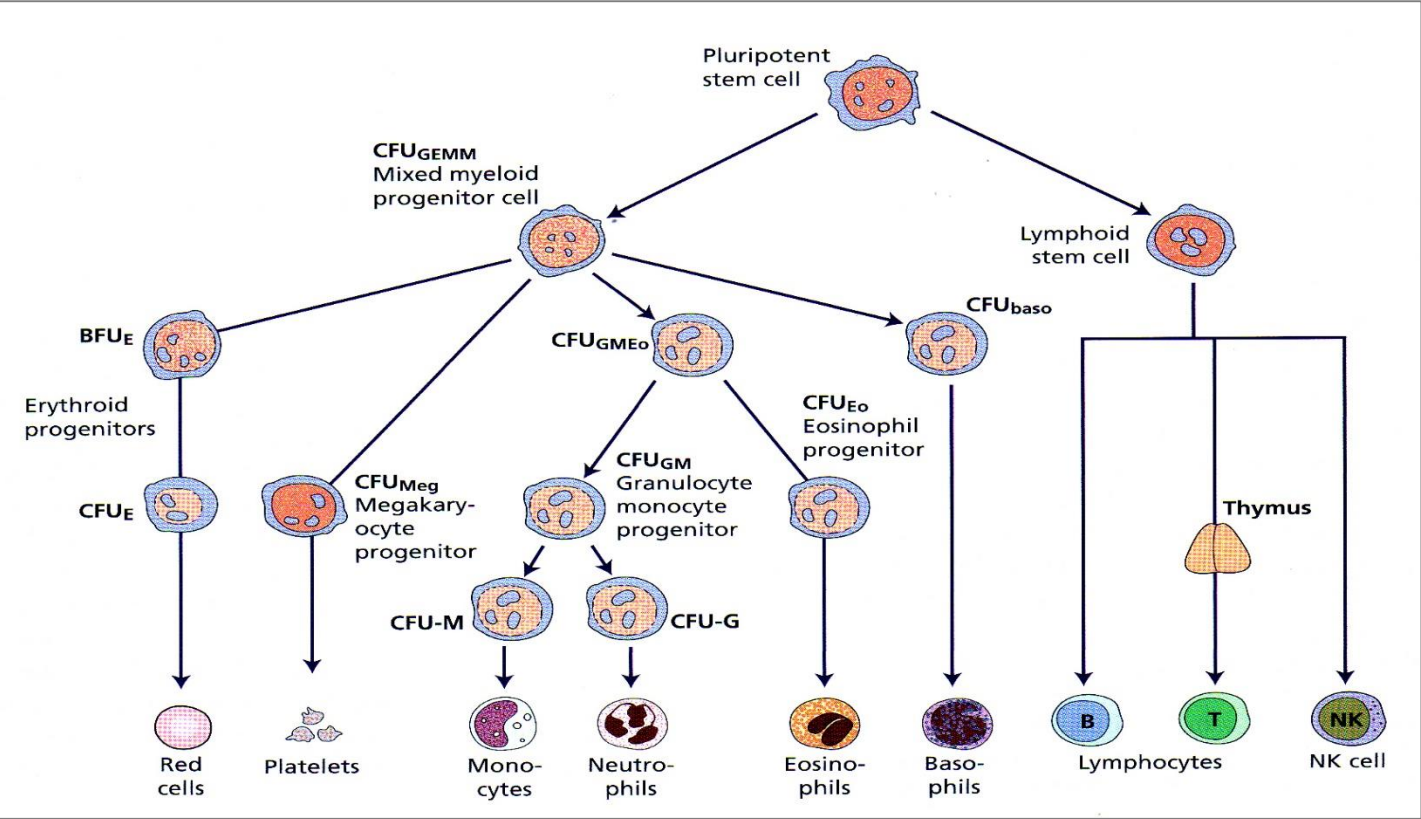 Pluripotent
stem cell
CFUGEMM
Mixed myeloid
progenitor cell
Lymphoid
stem cell
BFUE
CFUGMEo
CFUbaso
Erythroid
progenitors
CFUEo
Eosinophil
progenitor
CFUE
CFUMeg
Megakary-
ocyte
progenitor
CFUGM
Granulocyte
monocyte
progenitor
Thymus
CFU-M
CFU-G
B
T
NK
Red
cells
Platelets
Mono-
cytes
Neutro-
phils
Eosino-
phils
Baso-
phils
Lymphocytes
NK cell